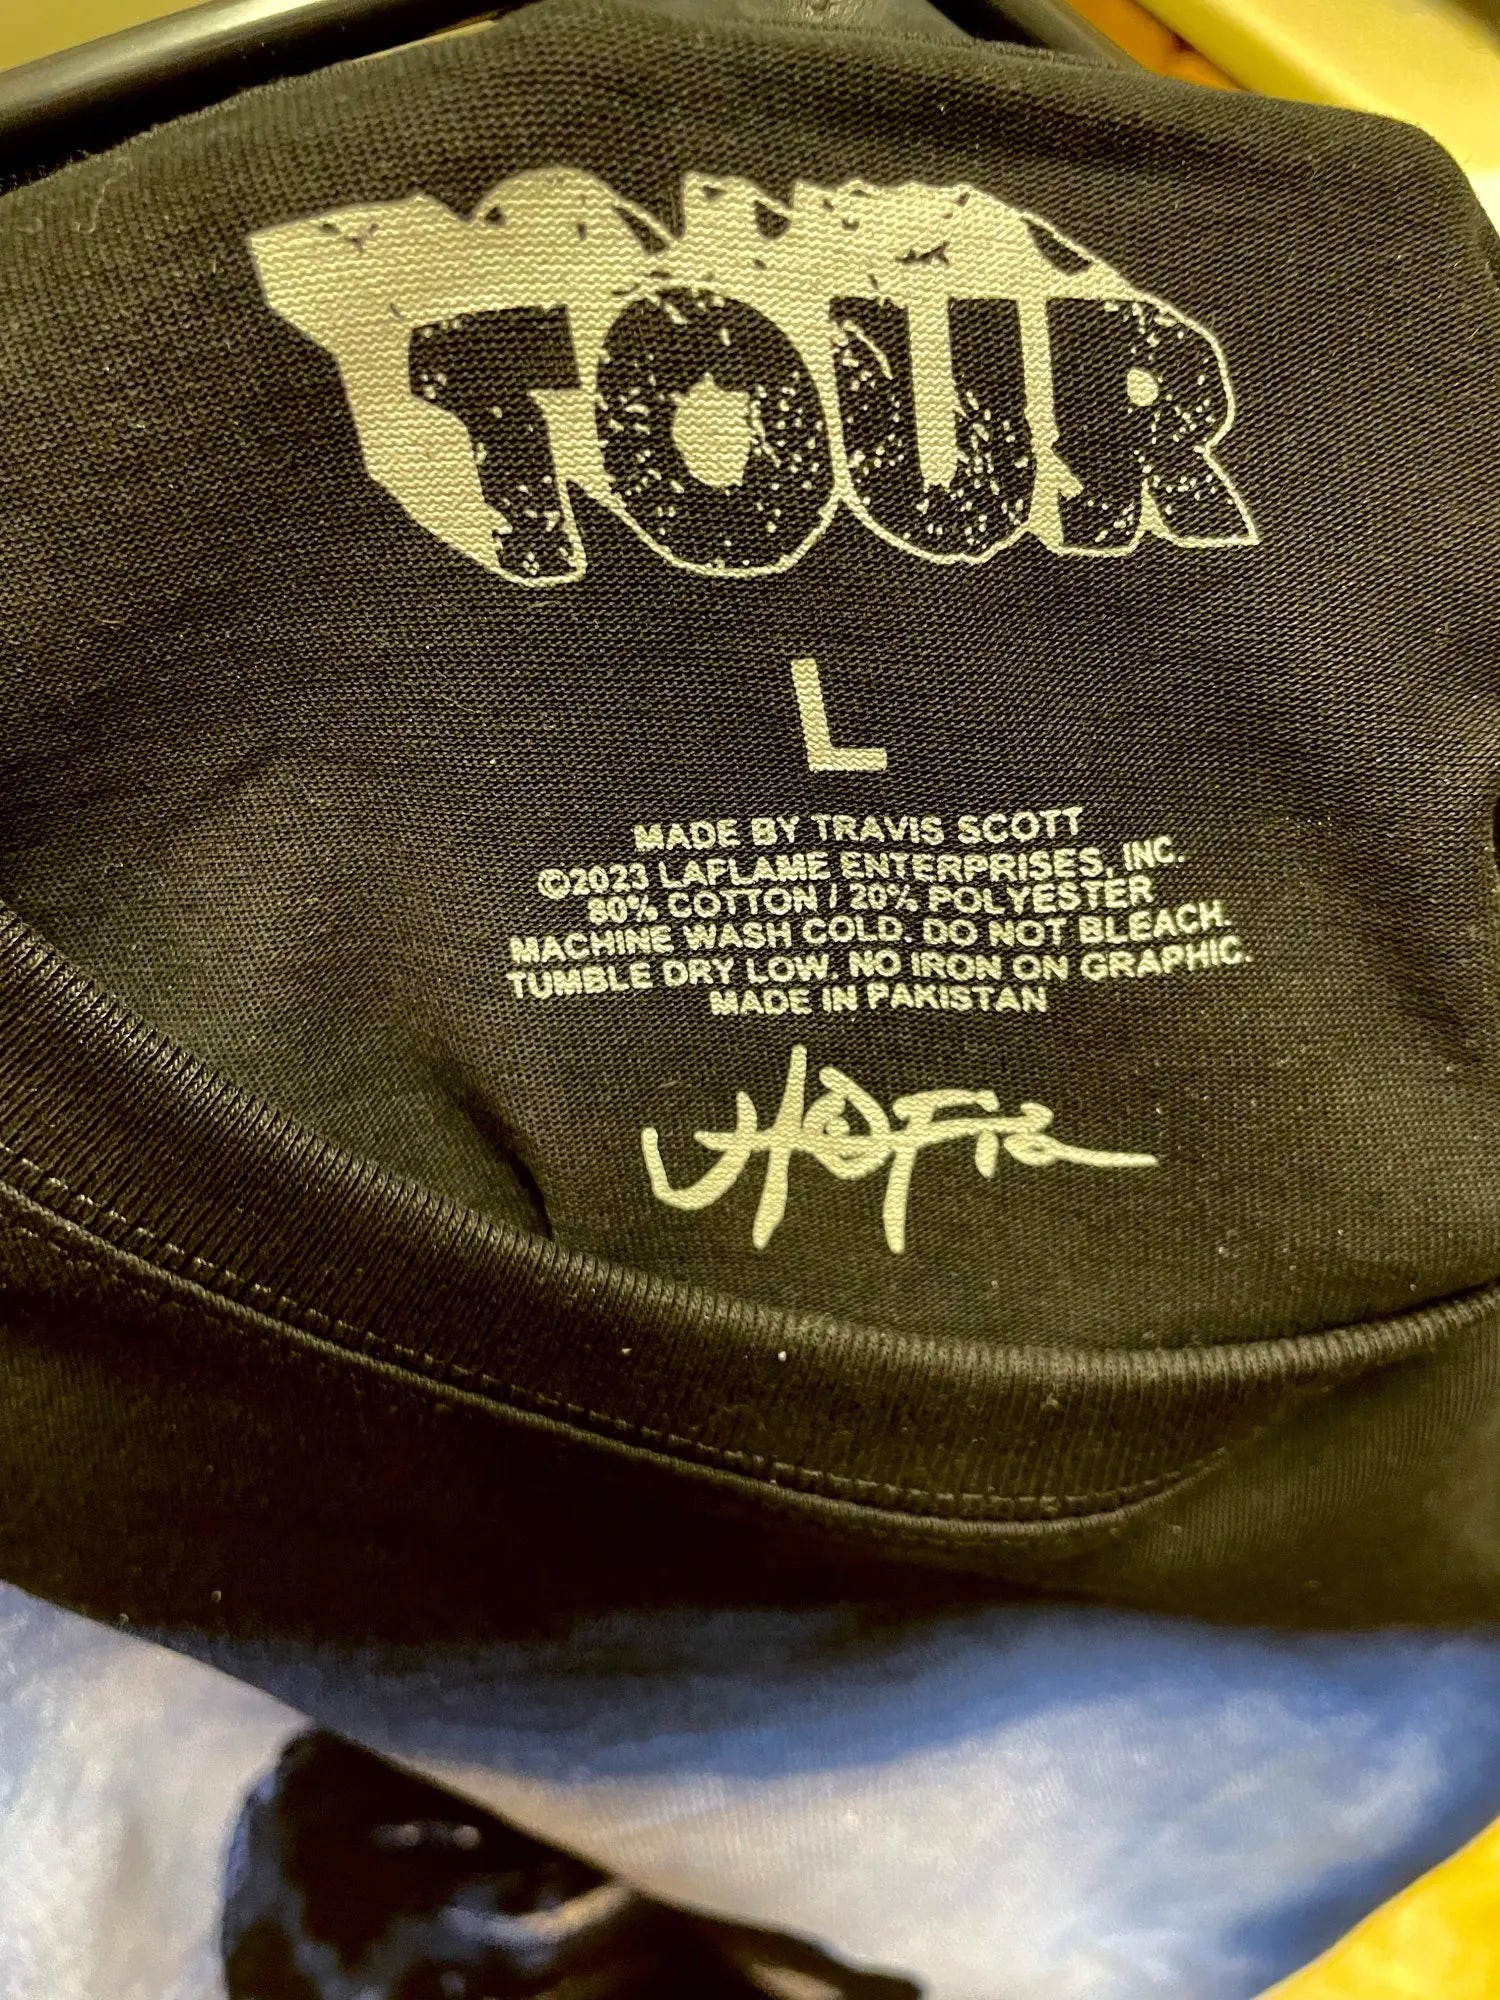 TOUR
L
MADE BY TRAVIS SCOTT
©2023 LAFLAME ENTERPRISES, INC.
80% COTTON / 20% POLYESTER
MACHINE WASH COLD. DO NOT BLEACH.
TUMBLE DRY LOW. NO IRON ON GRAPHIC.
MADE IN PAKISTAN